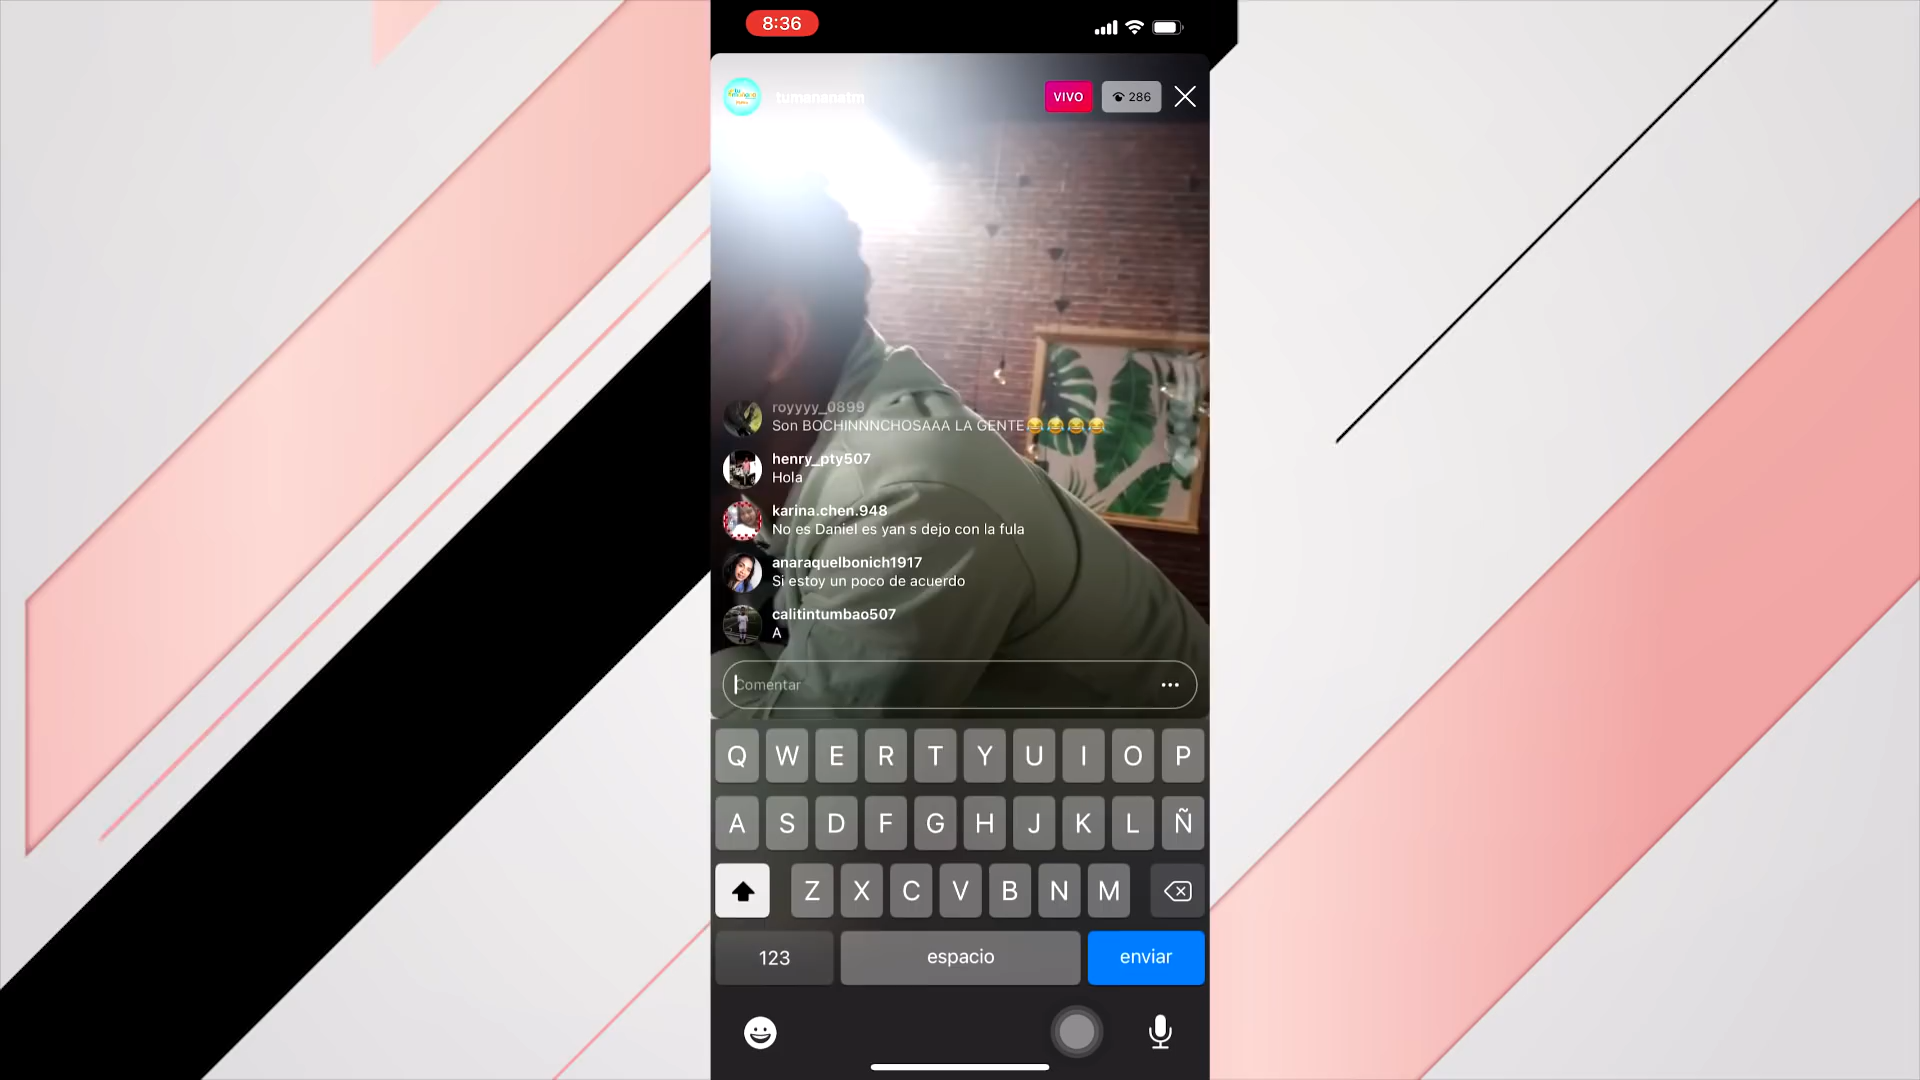 8:36
tumananatm
VIVO
286
royyyy_0899
Son BOCHINNNCHOSAAA LA GENTE😂😂😂😂
henry_pty507
Hola
karina.chen.948
No es Daniel es yan s dejo con la fula
anaraquelbonich1917
Si estoy un poco de acuerdo
calitintumbao507
A
Comentar
Q W E R T Y U I O P
A S D F G H J K L Ñ
Z X C V B N M
123 espacio enviar